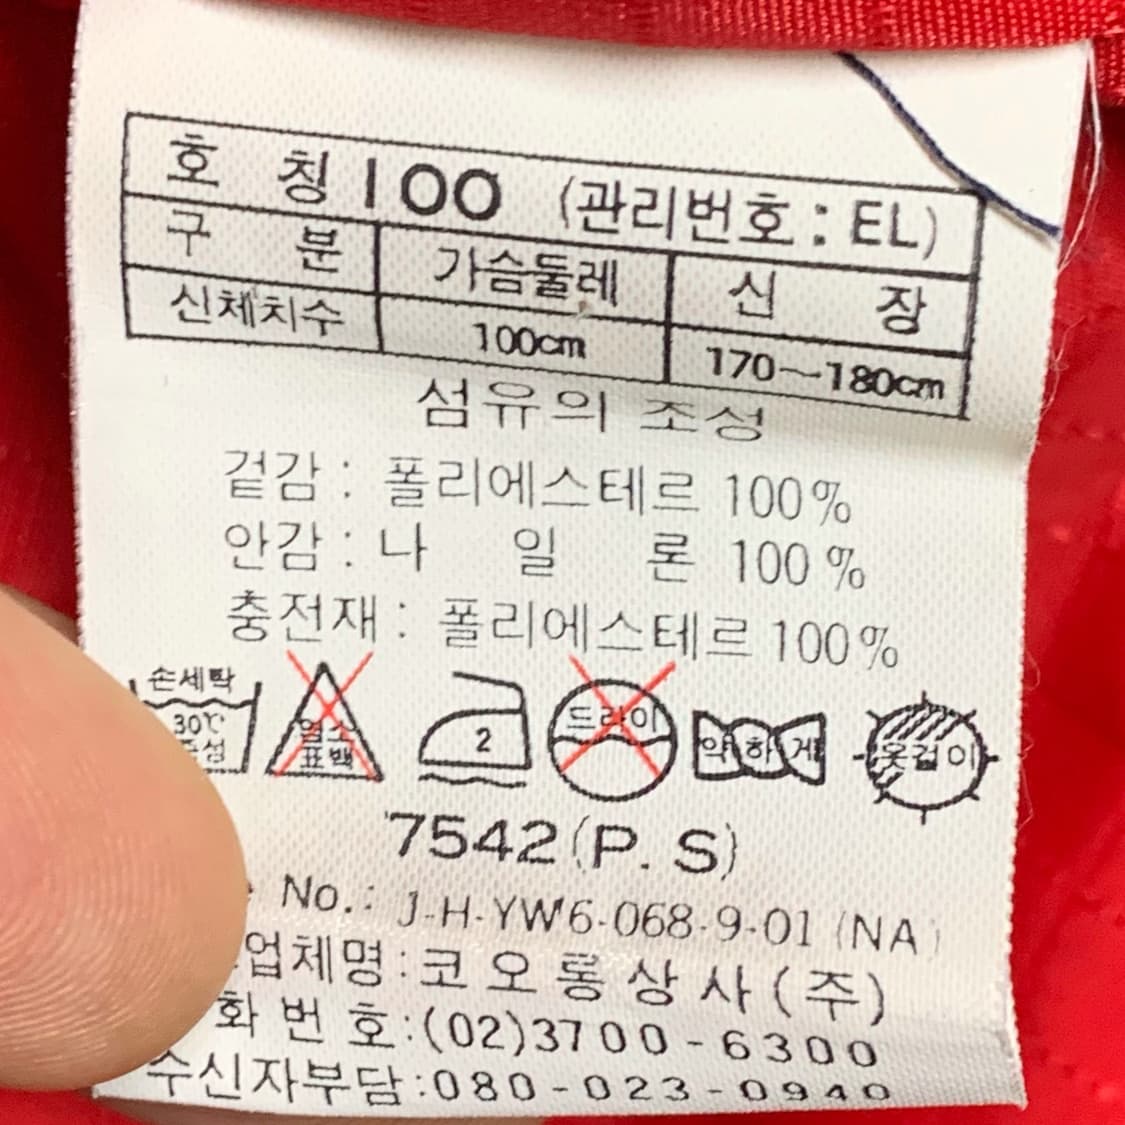 호 칭 100 (관리번호 : EL)
구 분 가슴둘레 신 장
신체치수 100cm 170~180cm
섬유의 조성
겉감 : 폴리에스테르 100%
안감 : 나 일 론 100%
충전재 : 폴리에스테르 100%
손세탁
30℃
염소
표백
2
드라이
약하게
옷걸이
7542(P.S)
No.: J-H-YW6-068-9-01 (NA)
업체명 : 코오롱상사(주)
화 번 호:(02)3700-6300
수신자부담:080-023-0940